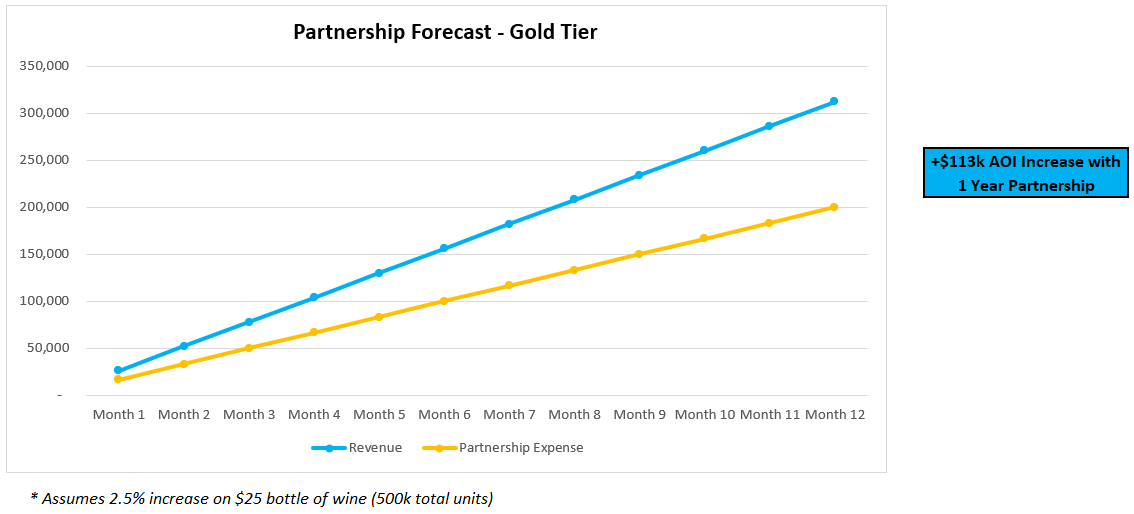 Partnership Forecast - Gold Tier
350,000
300,000
250,000
200,000
150,000
100,000
50,000
-
Month 1 Month 2 Month 3 Month 4 Month 5 Month 6 Month 7 Month 8 Month 9 Month 10 Month 11 Month 12
Revenue Partnership Expense
+$113k AOI Increase with
1 Year Partnership
* Assumes 2.5% increase on $25 bottle of wine (500k total units)